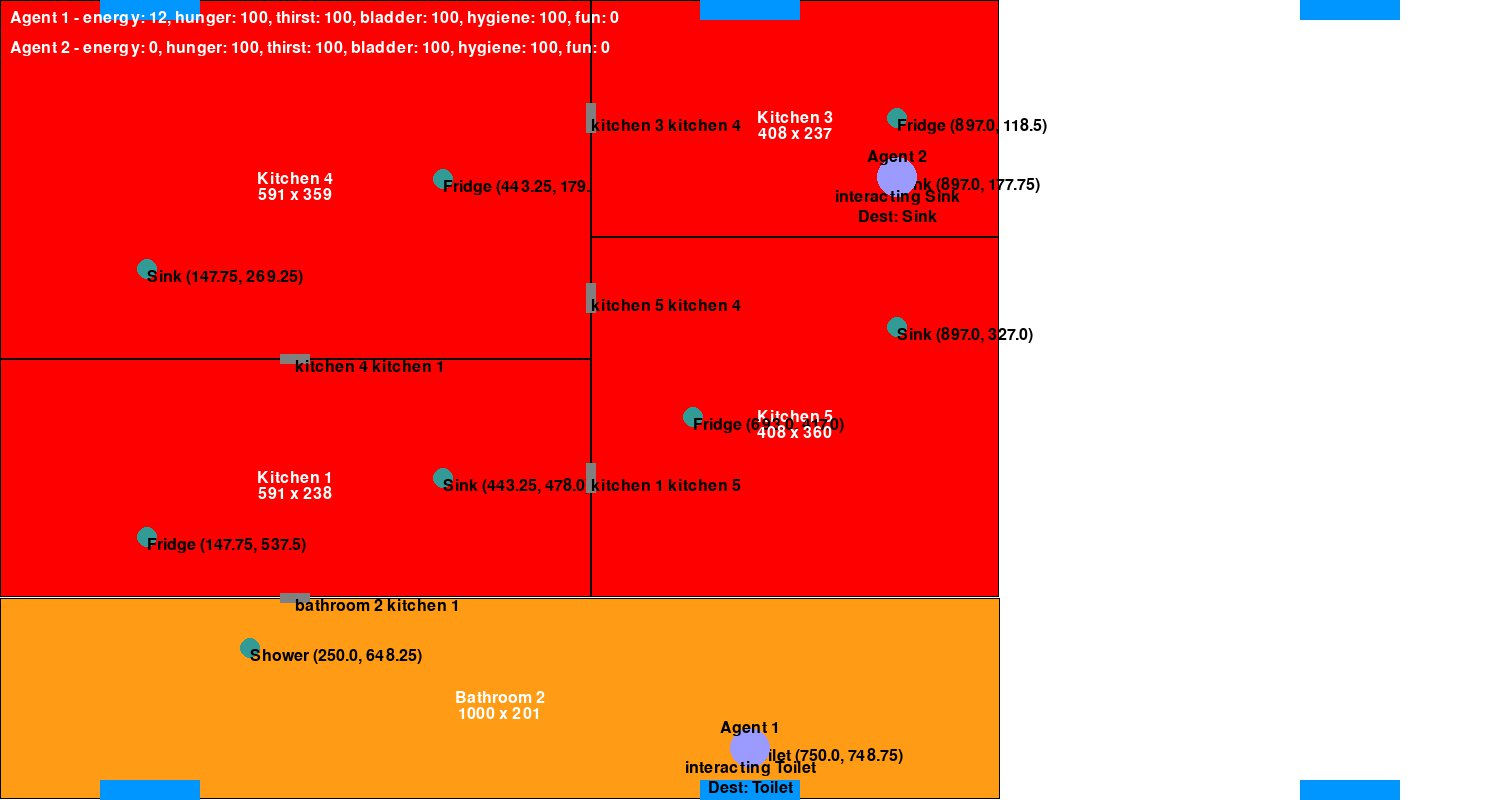 Agent 1 - energy: 12, hunger: 100, thirst: 100, bladder: 100, hygiene: 100, fun: 0
Agent 2 - energy: 0, hunger: 100, thirst: 100, bladder: 100, hygiene: 100, fun: 0
kitchen 3 kitchen 4
Kitchen 3
408 x 237
Fridge (897.0, 118.5)
Agent 2
nk (897.0, 177.75)
interacting Sink
Dest: Sink
Kitchen 4
591 x 359
Fridge (443.25, 179.
Sink (147.75, 269.25)
kitchen 5 kitchen 4
Sink (897.0, 327.0)
kitchen 4 kitchen 1
Kitchen 5
408 x 360
Fridge
Kitchen 1
591 x 238
Sink (443.25, 478.0
kitchen 1 kitchen 5
Fridge (147.75, 537.5)
bathroom 2 kitchen 1
Shower (250.0, 648.25)
Bathroom 2
1000 x 201
Agent 1
ilet (750.0, 748.75)
interacting Toilet
Dest: Toilet